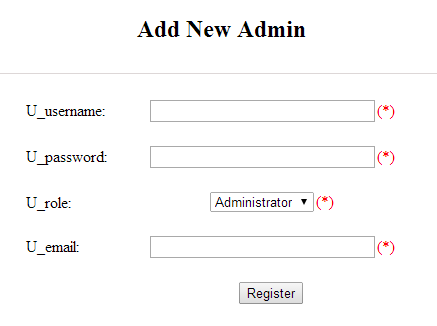 Add New Admin
U_username: (*)
U_password: (*)
U_role: Administrator ▼ (*)
U_email: (*)
Register